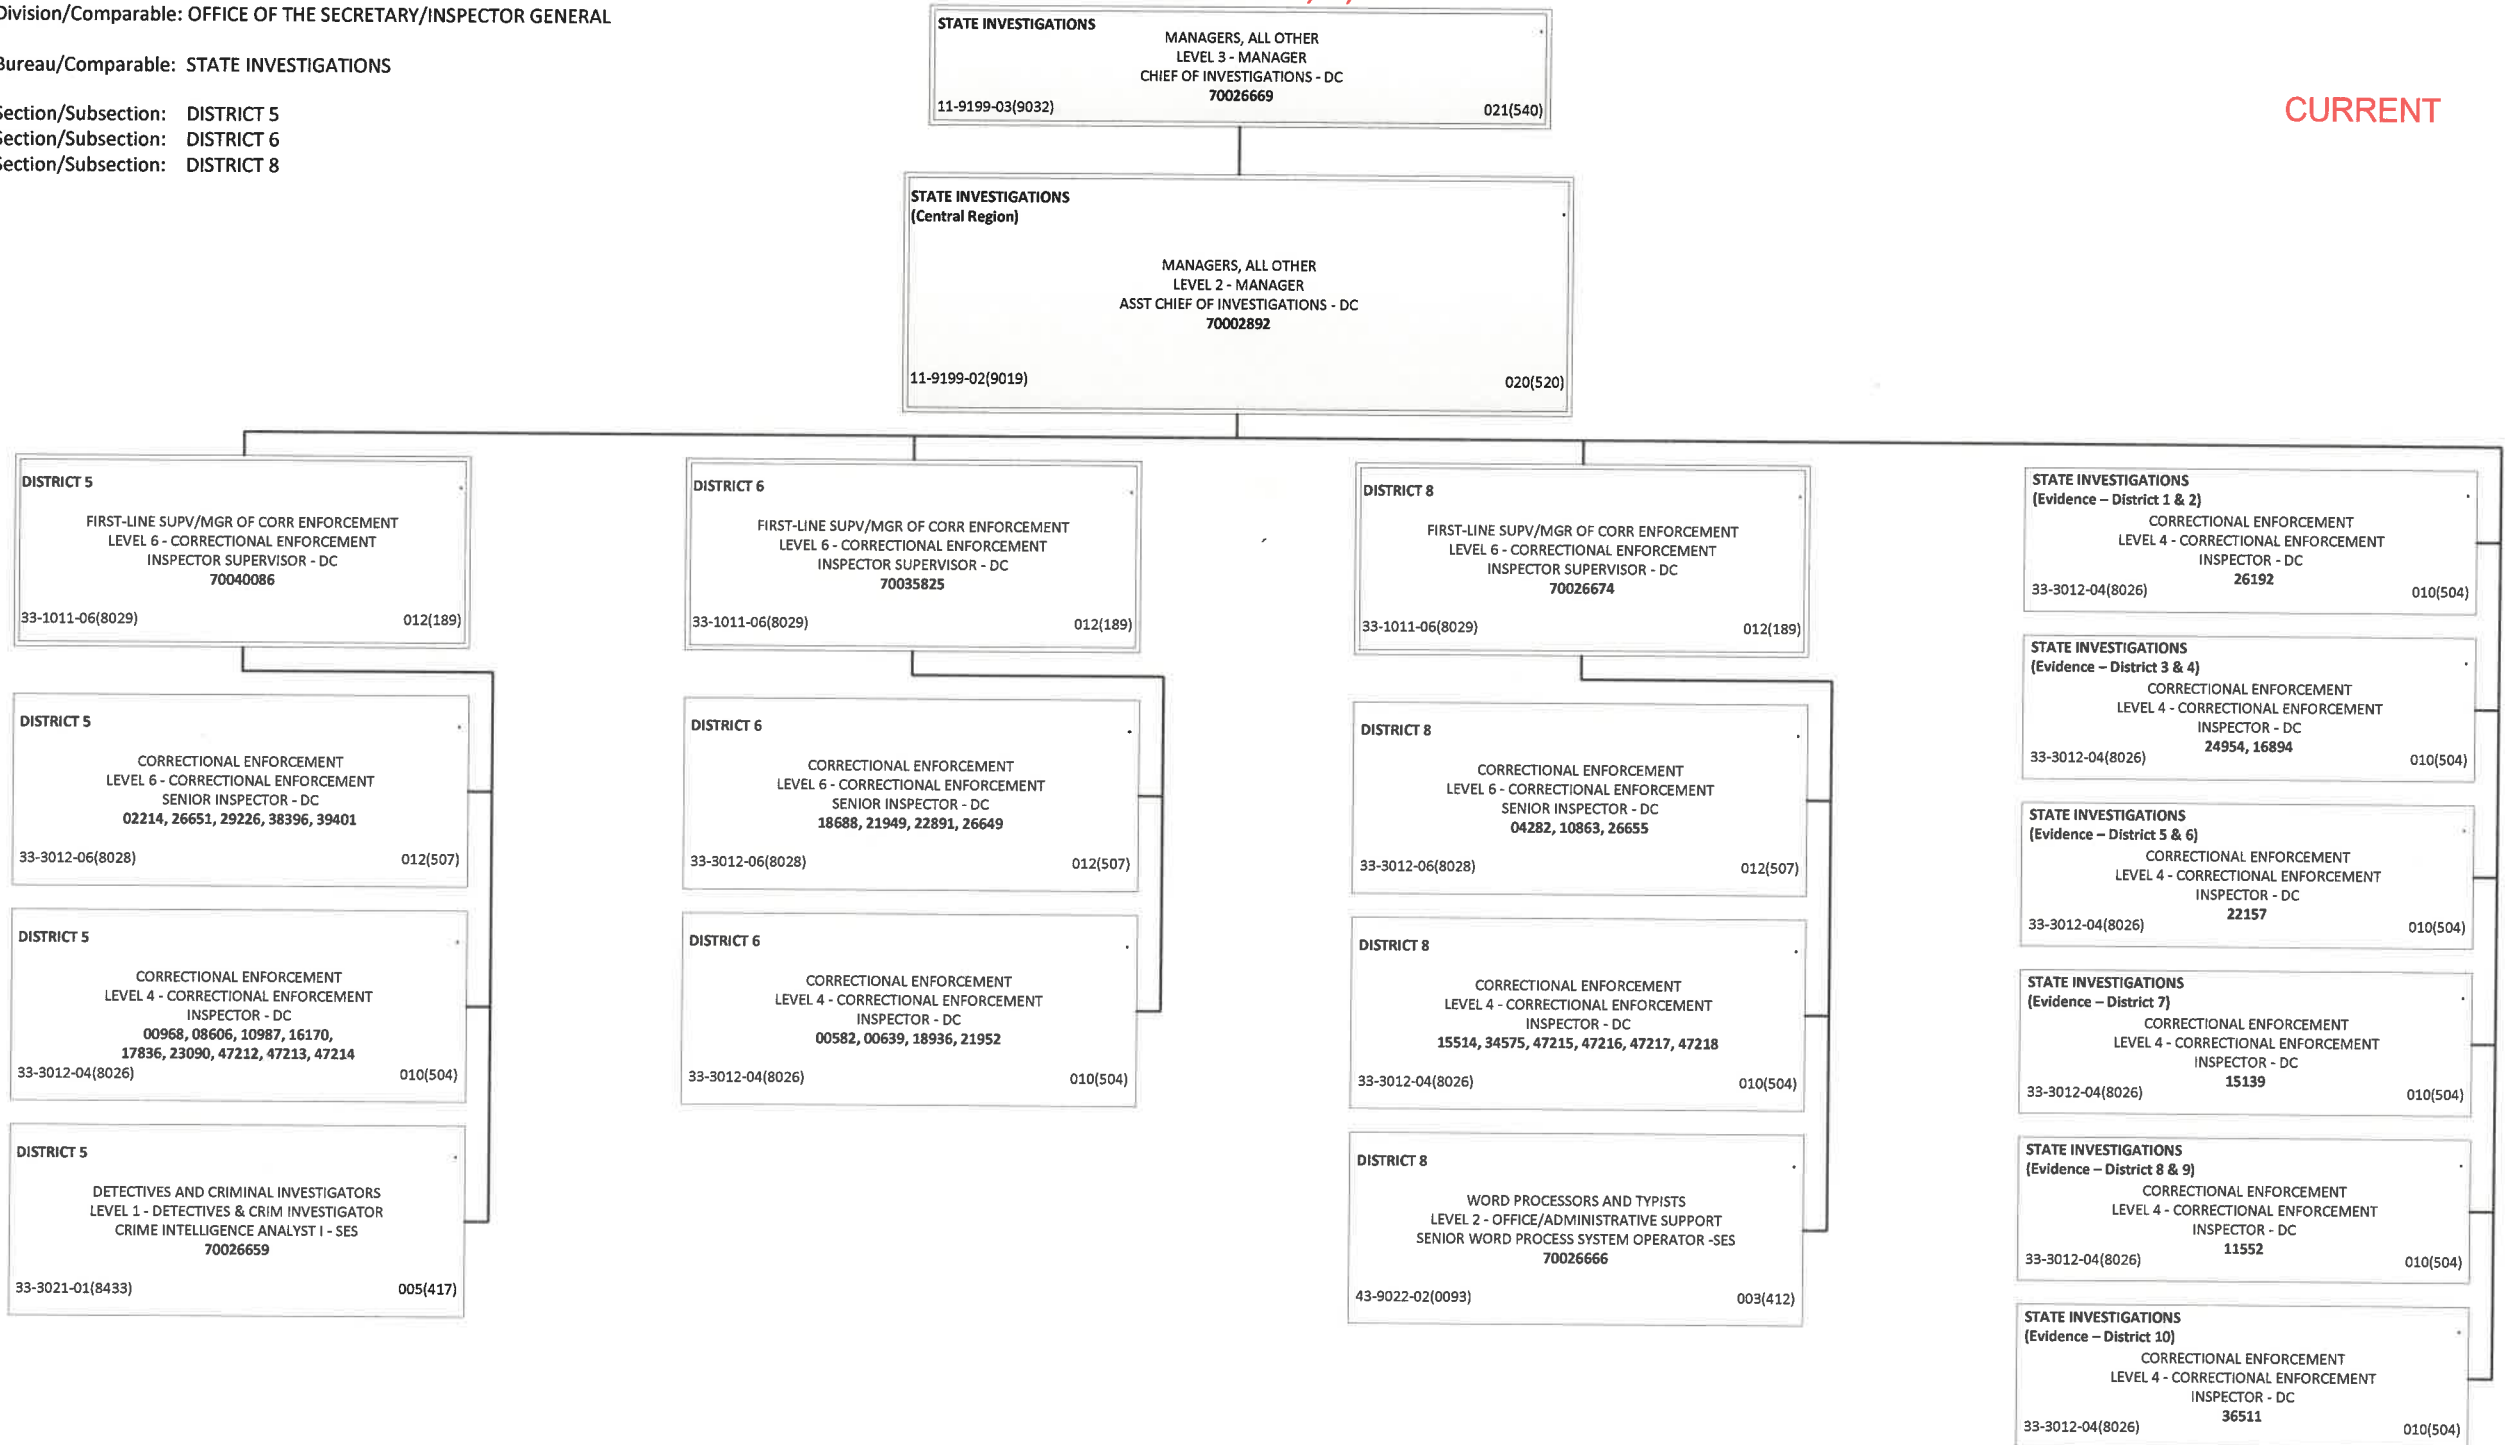 Division/Comparable: OFFICE OF THE SECRETARY/INSPECTOR GENERAL
Bureau/Comparable: STATE INVESTIGATIONS
Section/Subsection: DISTRICT 5
Section/Subsection: DISTRICT 6
Section/Subsection: DISTRICT 8
CURRENT
STATE INVESTIGATIONS
MANAGERS, ALL OTHER
LEVEL 3 - MANAGER
CHIEF OF INVESTIGATIONS - DC
70026669
11-9199-03(9032) 021(540)
STATE INVESTIGATIONS
(Central Region)
MANAGERS, ALL OTHER
LEVEL 2 - MANAGER
ASST CHIEF OF INVESTIGATIONS - DC
70002892
11-9199-02(9019) 020(520)
DISTRICT 5
FIRST-LINE SUPV/MGR OF CORR ENFORCEMENT
LEVEL 6 - CORRECTIONAL ENFORCEMENT
INSPECTOR SUPERVISOR - DC
70040086
33-1011-06(8029) 012(189)
DISTRICT 5
CORRECTIONAL ENFORCEMENT
LEVEL 6 - CORRECTIONAL ENFORCEMENT
SENIOR INSPECTOR - DC
02214, 26651, 29226, 38396, 39401
33-3012-06(8028) 012(507)
DISTRICT 5
CORRECTIONAL ENFORCEMENT
LEVEL 4 - CORRECTIONAL ENFORCEMENT
INSPECTOR - DC
00968, 08606, 10987, 16170,
17836, 23090, 47212, 47213, 47214
33-3012-04(8026) 010(504)
DISTRICT 5
DETECTIVES AND CRIMINAL INVESTIGATORS
LEVEL 1 - DETECTIVES & CRIM INVESTIGATOR
CRIME INTELLIGENCE ANALYST I - SES
70026659
33-3021-01(8433) 005(417)
DISTRICT 6
FIRST-LINE SUPV/MGR OF CORR ENFORCEMENT
LEVEL 6 - CORRECTIONAL ENFORCEMENT
INSPECTOR SUPERVISOR - DC
70035825
33-1011-06(8029) 012(189)
DISTRICT 6
CORRECTIONAL ENFORCEMENT
LEVEL 6 - CORRECTIONAL ENFORCEMENT
SENIOR INSPECTOR - DC
18688, 21949, 22891, 26649
33-3012-06(8028) 012(507)
DISTRICT 6
CORRECTIONAL ENFORCEMENT
LEVEL 4 - CORRECTIONAL ENFORCEMENT
INSPECTOR - DC
00582, 00639, 18936, 21952
33-3012-04(8026) 010(504)
DISTRICT 8
FIRST-LINE SUPV/MGR OF CORR ENFORCEMENT
LEVEL 6 - CORRECTIONAL ENFORCEMENT
INSPECTOR SUPERVISOR - DC
70026674
33-1011-06(8029) 012(189)
DISTRICT 8
CORRECTIONAL ENFORCEMENT
LEVEL 6 - CORRECTIONAL ENFORCEMENT
SENIOR INSPECTOR - DC
04282, 10863, 26655
33-3012-06(8028) 012(507)
DISTRICT 8
CORRECTIONAL ENFORCEMENT
LEVEL 4 - CORRECTIONAL ENFORCEMENT
INSPECTOR - DC
15514, 34575, 47215, 47216, 47217, 47218
33-3012-04(8026) 010(504)
DISTRICT 8
WORD PROCESSORS AND TYPISTS
LEVEL 2 - OFFICE/ADMINISTRATIVE SUPPORT
SENIOR WORD PROCESS SYSTEM OPERATOR -SES
70026666
43-9022-02(0093) 003(412)
STATE INVESTIGATIONS
(Evidence – District 1 & 2)
CORRECTIONAL ENFORCEMENT
LEVEL 4 - CORRECTIONAL ENFORCEMENT
INSPECTOR - DC
26192
33-3012-04(8026) 010(504)
STATE INVESTIGATIONS
(Evidence – District 3 & 4)
CORRECTIONAL ENFORCEMENT
LEVEL 4 - CORRECTIONAL ENFORCEMENT
INSPECTOR - DC
24954, 16894
33-3012-04(8026) 010(504)
STATE INVESTIGATIONS
(Evidence – District 5 & 6)
CORRECTIONAL ENFORCEMENT
LEVEL 4 - CORRECTIONAL ENFORCEMENT
INSPECTOR - DC
22157
33-3012-04(8026) 010(504)
STATE INVESTIGATIONS
(Evidence – District 7)
CORRECTIONAL ENFORCEMENT
LEVEL 4 - CORRECTIONAL ENFORCEMENT
INSPECTOR - DC
15139
33-3012-04(8026) 010(504)
STATE INVESTIGATIONS
(Evidence – District 8 & 9)
CORRECTIONAL ENFORCEMENT
LEVEL 4 - CORRECTIONAL ENFORCEMENT
INSPECTOR - DC
11552
33-3012-04(8026) 010(504)
STATE INVESTIGATIONS
(Evidence – District 10)
CORRECTIONAL ENFORCEMENT
LEVEL 4 - CORRECTIONAL ENFORCEMENT
INSPECTOR - DC
36511
33-3012-04(8026) 010(504)